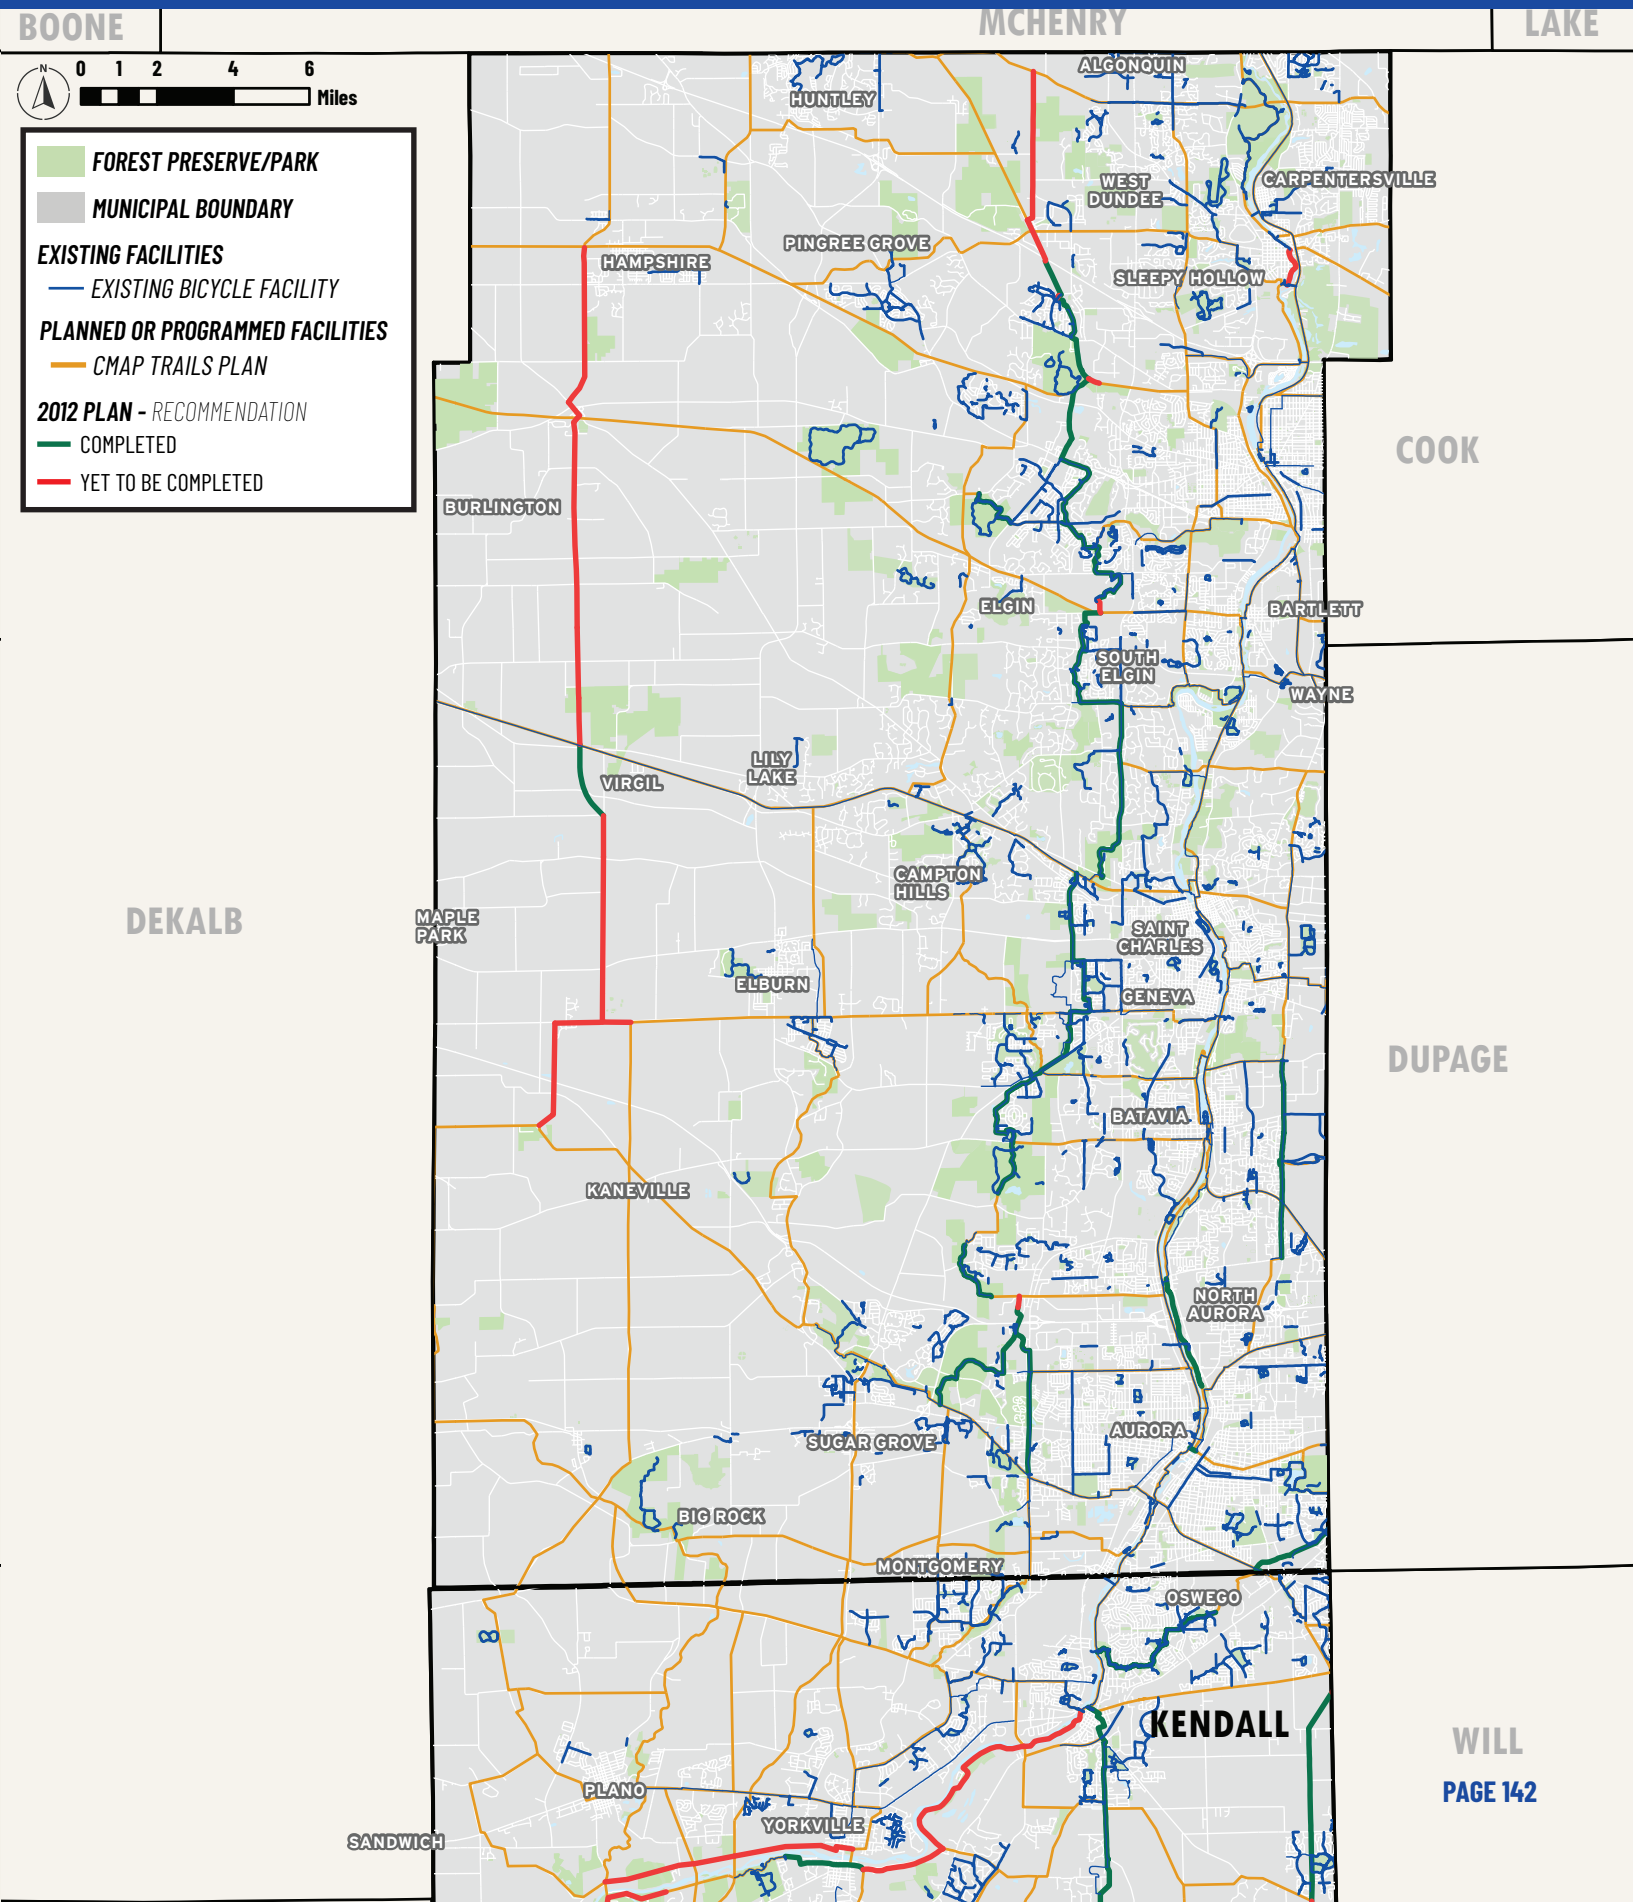 BOONE
MCHENRY
LAKE
N
0 1 2 4 6
Miles
FOREST PRESERVE/PARK
MUNICIPAL BOUNDARY
EXISTING FACILITIES
EXISTING BICYCLE FACILITY
PLANNED OR PROGRAMMED FACILITIES
CMAP TRAILS PLAN
2012 PLAN - RECOMMENDATION
COMPLETED
YET TO BE COMPLETED
ALGONQUIN
HUNTLEY
CARPENTERSVILLE
WEST
DUNDEE
PINGREE GROVE
HAMPSHIRE
SLEEPY HOLLOW
COOK
BURLINGTON
ELGIN
BARTLETT
SOUTH
ELGIN
WAYNE
LILY
LAKE
VIRGIL
CAMPTON
HILLS
DEKALB
MAPLE
PARK
SAINT
CHARLES
ELBURN
GENEVA
DUPAGE
BATAVIA
KANEVILLE
NORTH
AURORA
AURORA
SUGAR GROVE
BIG ROCK
MONTGOMERY
OSWEGO
KENDALL
WILL
PAGE 142
PLANO
YORKVILLE
SANDWICH